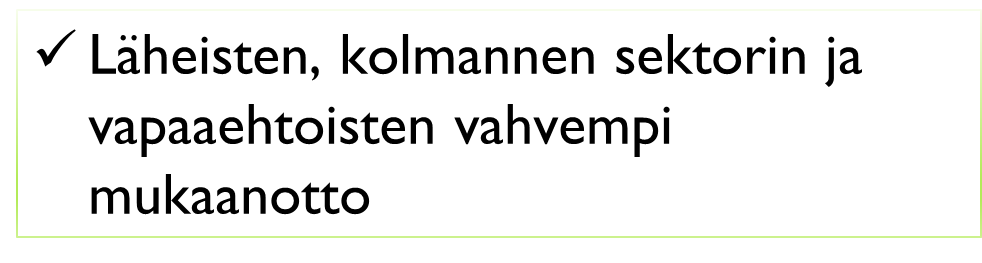 ✓ Läheisten, kolmannen sektorin ja
vapaaehtoisten vahvempi
mukaanotto